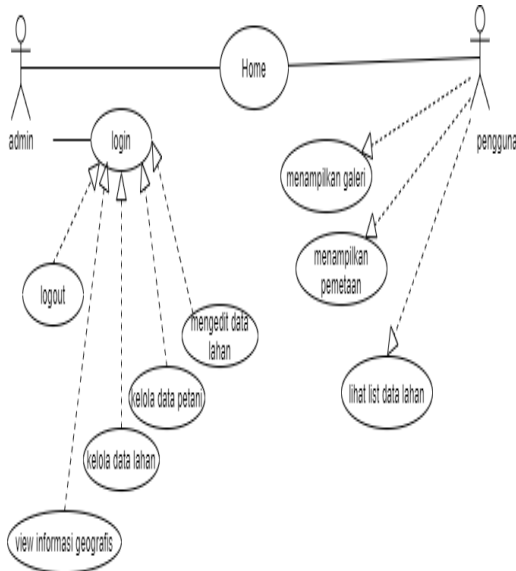 Home
admin
login
pengguna
menampilkan galeri
menampilkan
pemetaan
logout
mengedit data
lahan
kelola data petani
lihat list data lahan
kelola data lahan
view informasi geografis